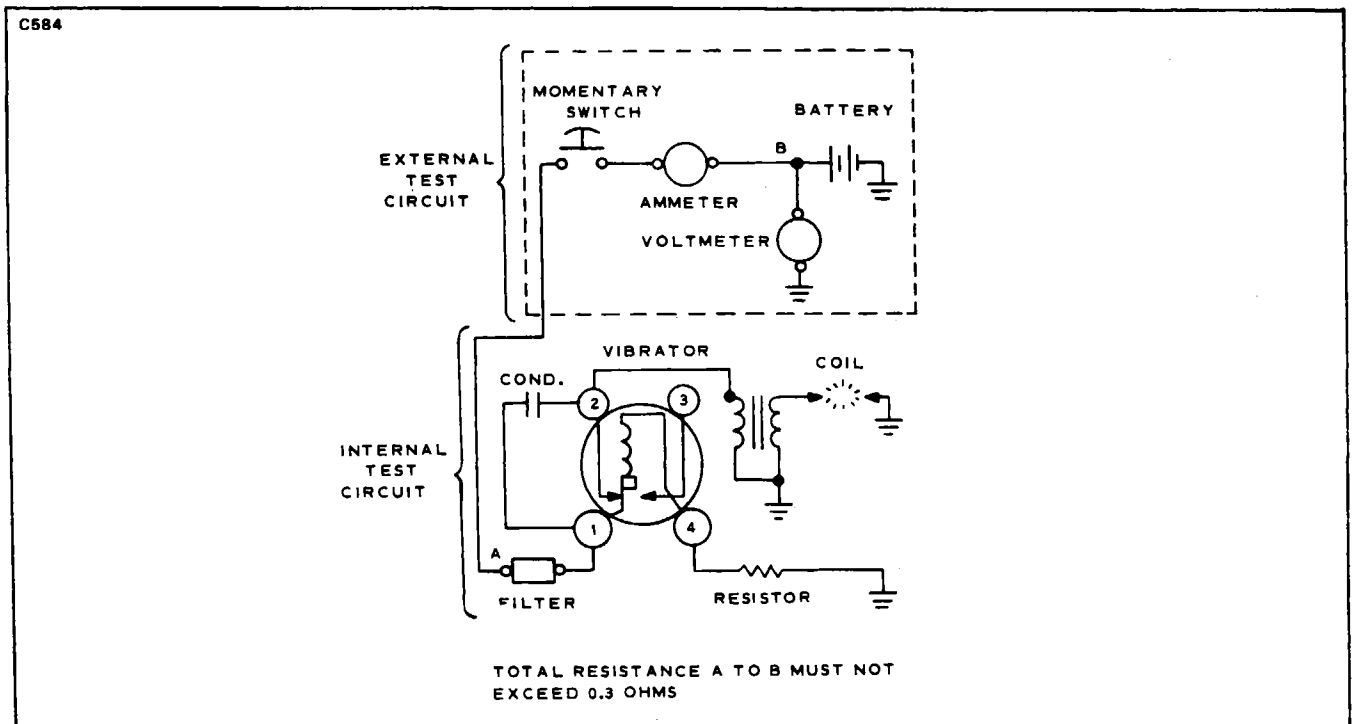 C584
MOMENTARY
SWITCH
BATTERY
B
EXTERNAL
TEST
CIRCUIT
AMMETER
VOLTMETER
VIBRATOR
COIL
COND.
2
3
INTERNAL
TEST
CIRCUIT
1
4
A
FILTER
RESISTOR
TOTAL RESISTANCE A TO B MUST NOT
EXCEED 0.3 OHMS